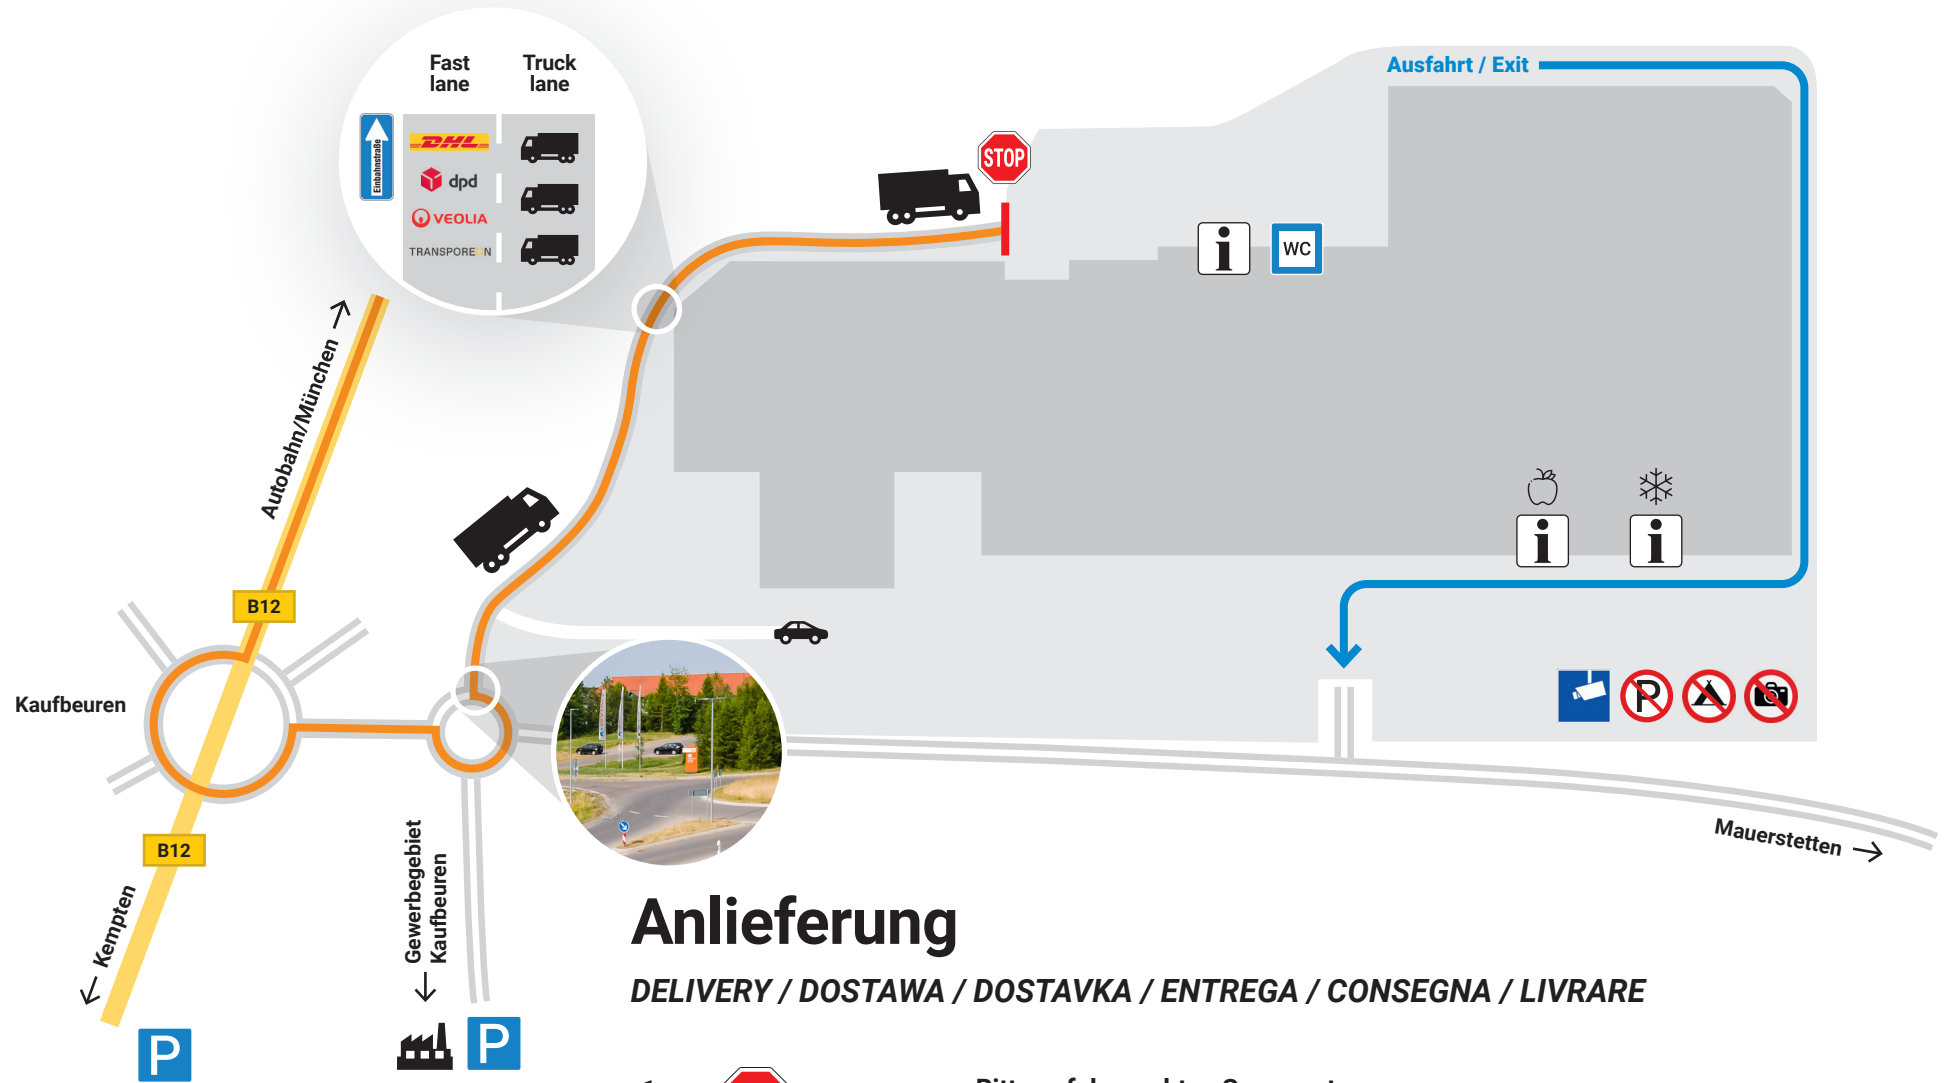 Fast
lane
Truck
lane
Einbahnstraße
DHL
dpd
VEOLIA
TRANSPOREON
STOP
Ausfahrt / Exit
i
WC
Autobahn/München
i
i
B12
Kaufbeuren
P
B12
Kempten
Gewerbegebiet
Kaufbeuren
Mauerstetten
Anlieferung
DELIVERY / DOSTAWA / DOSTAVKA / ENTREGA / CONSEGNA / LIVRARE
P
P